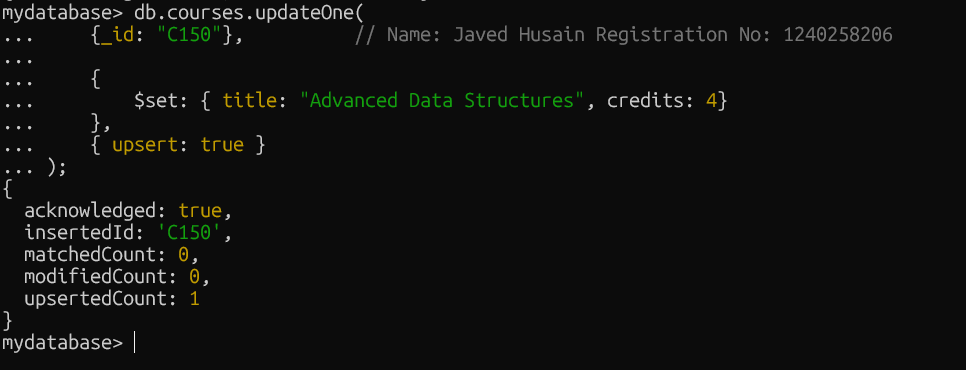 mydatabase> db.courses.updateOne(
...     {_id: "C150"},          // Name: Javed Husain Registration No: 1240258206
...
...     {
...         $set: { title: "Advanced Data Structures", credits: 4}
...     },
...     { upsert: true }
... );
{
  acknowledged: true,
  insertedId: 'C150',
  matchedCount: 0,
  modifiedCount: 0,
  upsertedCount: 1
}
mydatabase>